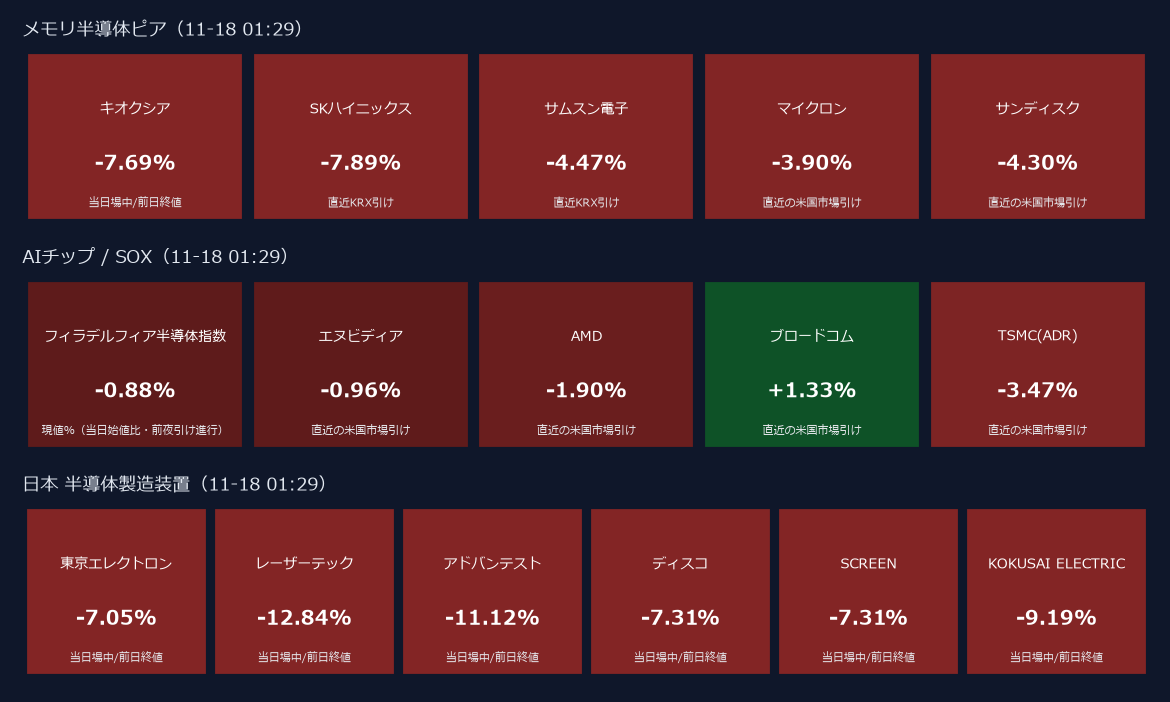 メモリ半導体ピア（11-18 01:29）
キオクシア
-7.69%
当日場中/前日終値
SKハイニックス
-7.89%
直近KRX引け
サムスン電子
-4.47%
直近KRX引け
マイクロン
-3.90%
直近の米国市場引け
サンディスク
-4.30%
直近の米国市場引け
AIチップ / SOX（11-18 01:29）
フィラデルフィア半導体指数
-0.88%
現値%（当日始値比・前夜引け進行）
エヌビディア
-0.96%
直近の米国市場引け
AMD
-1.90%
直近の米国市場引け
ブロードコム
+1.33%
直近の米国市場引け
TSMC(ADR)
-3.47%
直近の米国市場引け
日本 半導体製造装置（11-18 01:29）
東京エレクトロン
-7.05%
当日場中/前日終値
レーザーテック
-12.84%
当日場中/前日終値
アドバンテスト
-11.12%
当日場中/前日終値
ディスコ
-7.31%
当日場中/前日終値
SCREEN
-7.31%
当日場中/前日終値
KOKUSAI ELECTRIC
-9.19%
当日場中/前日終値